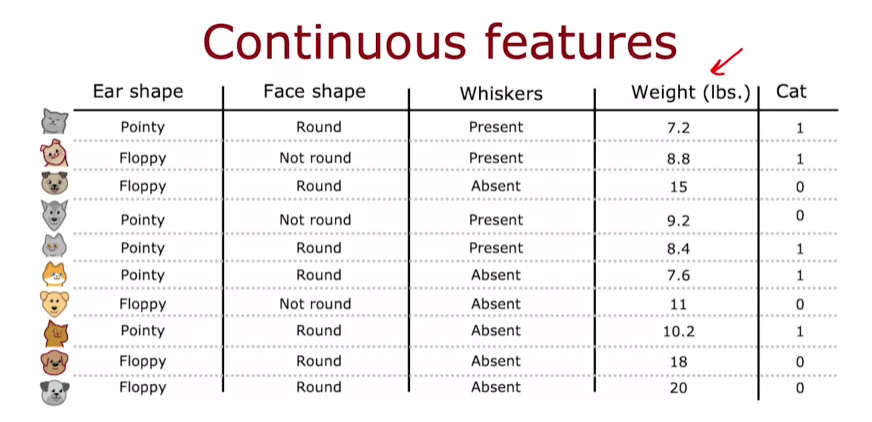 Continuous features
Ear shape Face shape Whiskers Weight (lbs.) Cat
Pointy Round Present 7.2 1
Floppy Not round Present 8.8 1
Floppy Round Absent 15 0
Pointy Not round Present 9.2 0
Pointy Round Present 8.4 1
Pointy Round Absent 7.6 1
Floppy Not round Absent 11 0
Pointy Round Absent 10.2 1
Floppy Round Absent 18 0
Floppy Round Absent 20 0